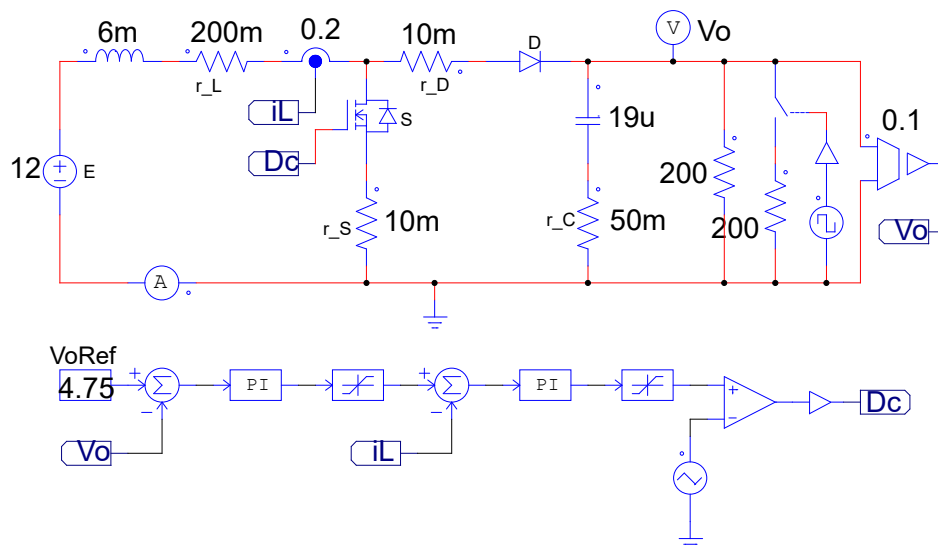 6m 200m 0.2 10m D V Vo
r_L r_D
iL S 19u 0.1
12 E Dc 200
r_S 10m r_C 50m 200 Vo
A
VoRef
4.75 Σ PI Σ PI Dc
Vo iL